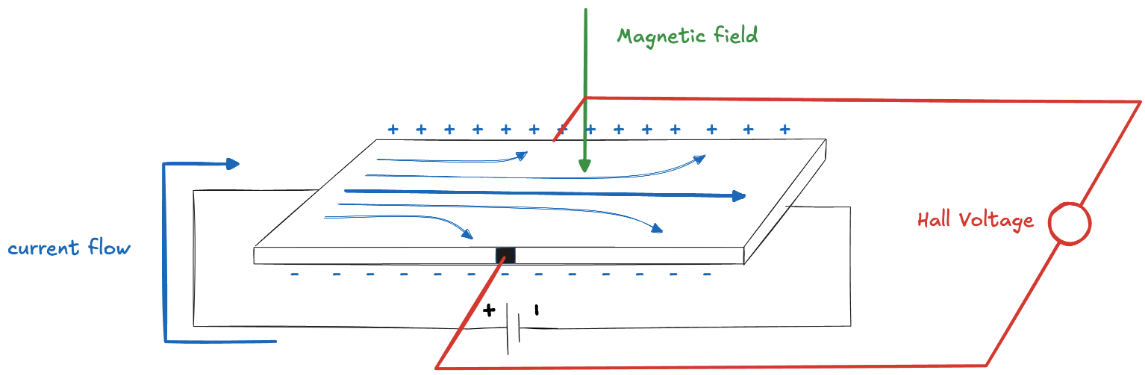 Magnetic field
+ + + + + + + + + + + + + +
current flow
Hall Voltage
- - - - - - - - - - -
+ -